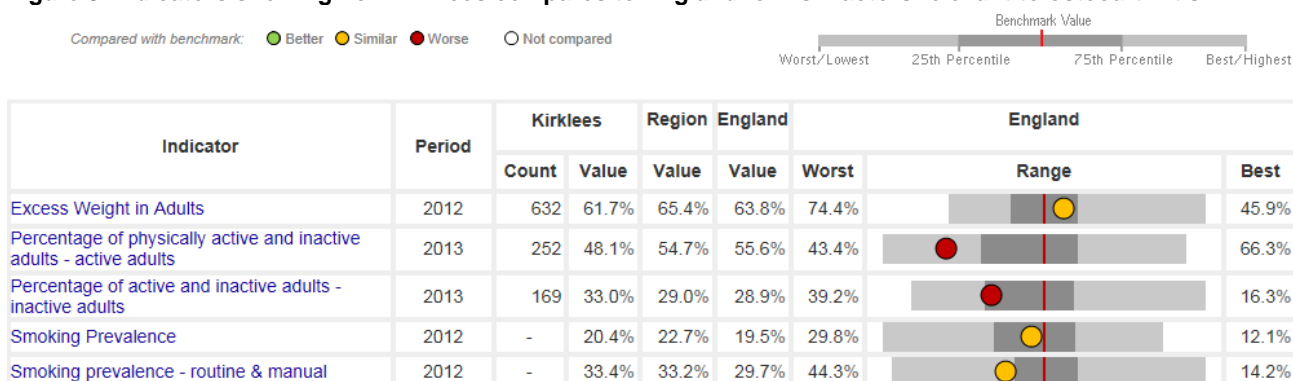 Benchmark Value
Compared with benchmark: Better Similar Worse Not compared
Worst/Lowest 25th Percentile 75th Percentile Best/Highest
Indicator Period Kirklees Region England England
Count Value Value Value Worst Range Best
Excess Weight in Adults 2012 632 61.7% 65.4% 63.8% 74.4% 45.9%
Percentage of physically active and inactive
adults - active adults 2013 252 48.1% 54.7% 55.6% 43.4% 66.3%
Percentage of active and inactive adults -
inactive adults 2013 169 33.0% 29.0% 28.9% 39.2% 16.3%
Smoking Prevalence 2012 - 20.4% 22.7% 19.5% 29.8% 12.1%
Smoking prevalence - routine & manual 2012 - 33.4% 33.2% 29.7% 44.3% 14.2%